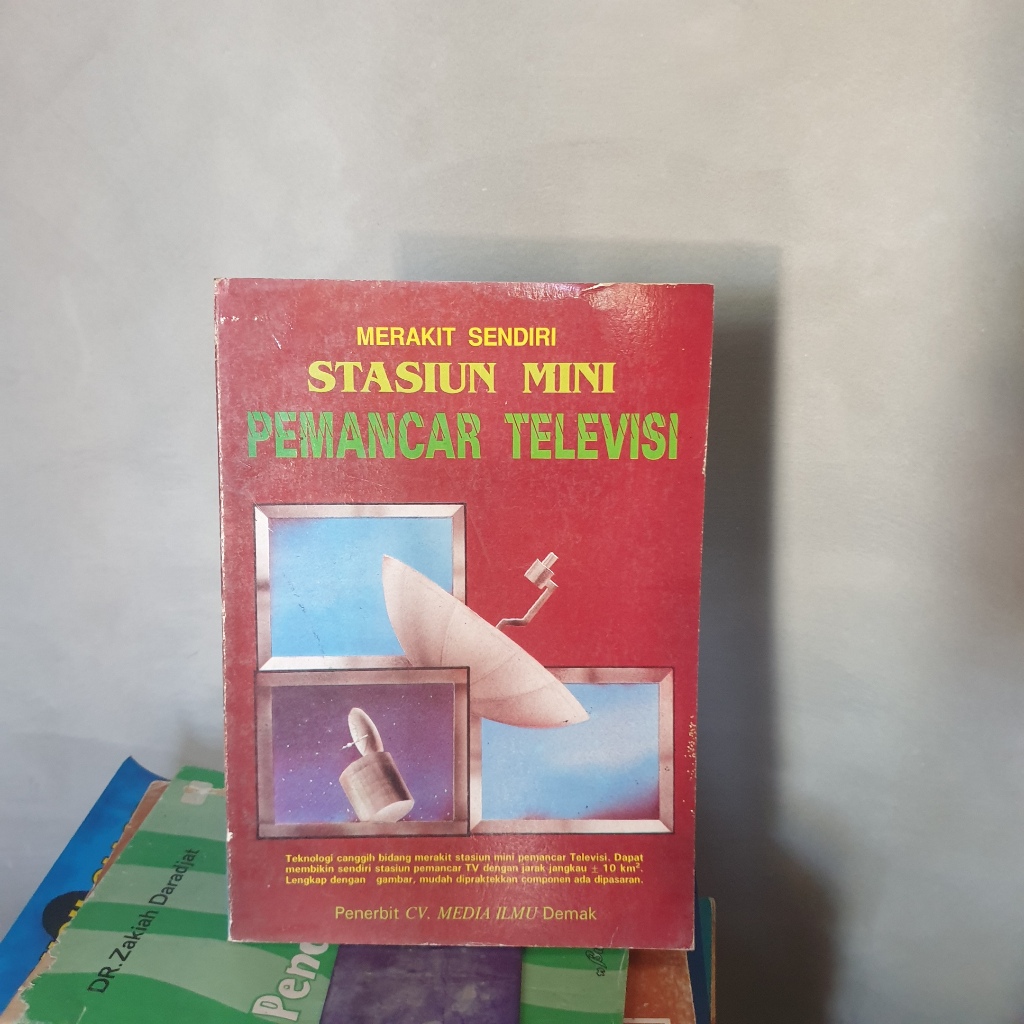 MERAKIT SENDIRI
STASIUN MINI
PEMANCAR TELEVISI
Teknologi canggih bidang merakit stasiun mini pemancar Televisi. Dapat
membikin sendiri stasiun pemancar TV dengan jarak jangkau ± 10 km².
Lengkap dengan gambar, mudah dipraktekkan componen ada dipasaran.
Penerbit CV. MEDIA ILMU Demak
DR. Zakiah Daradjat